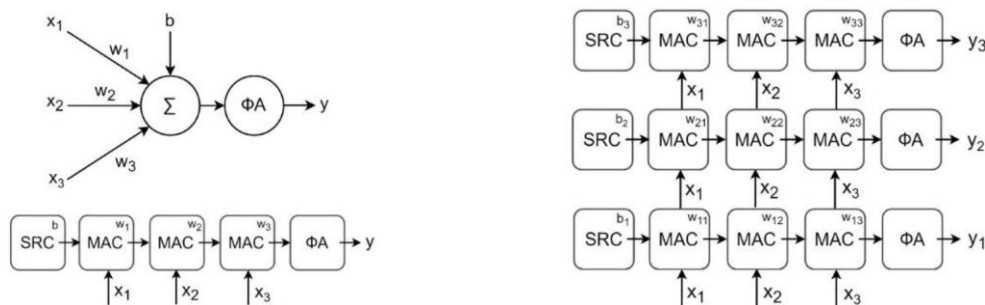 x₁ b
w₁
x₂ w₂ Σ ΦA y
w₃
x₃
b w₁ w₂ w₃
SRC MAC MAC MAC ΦA y
x₁ x₂ x₃
b₃ w₃₁ w₃₂ w₃₃
SRC MAC MAC MAC ΦA y₃
x₁ x₂ x₃
b₂ w₂₁ w₂₂ w₂₃
SRC MAC MAC MAC ΦA y₂
x₁ x₂ x₃
b₁ w₁₁ w₁₂ w₁₃
SRC MAC MAC MAC ΦA y₁
x₁ x₂ x₃